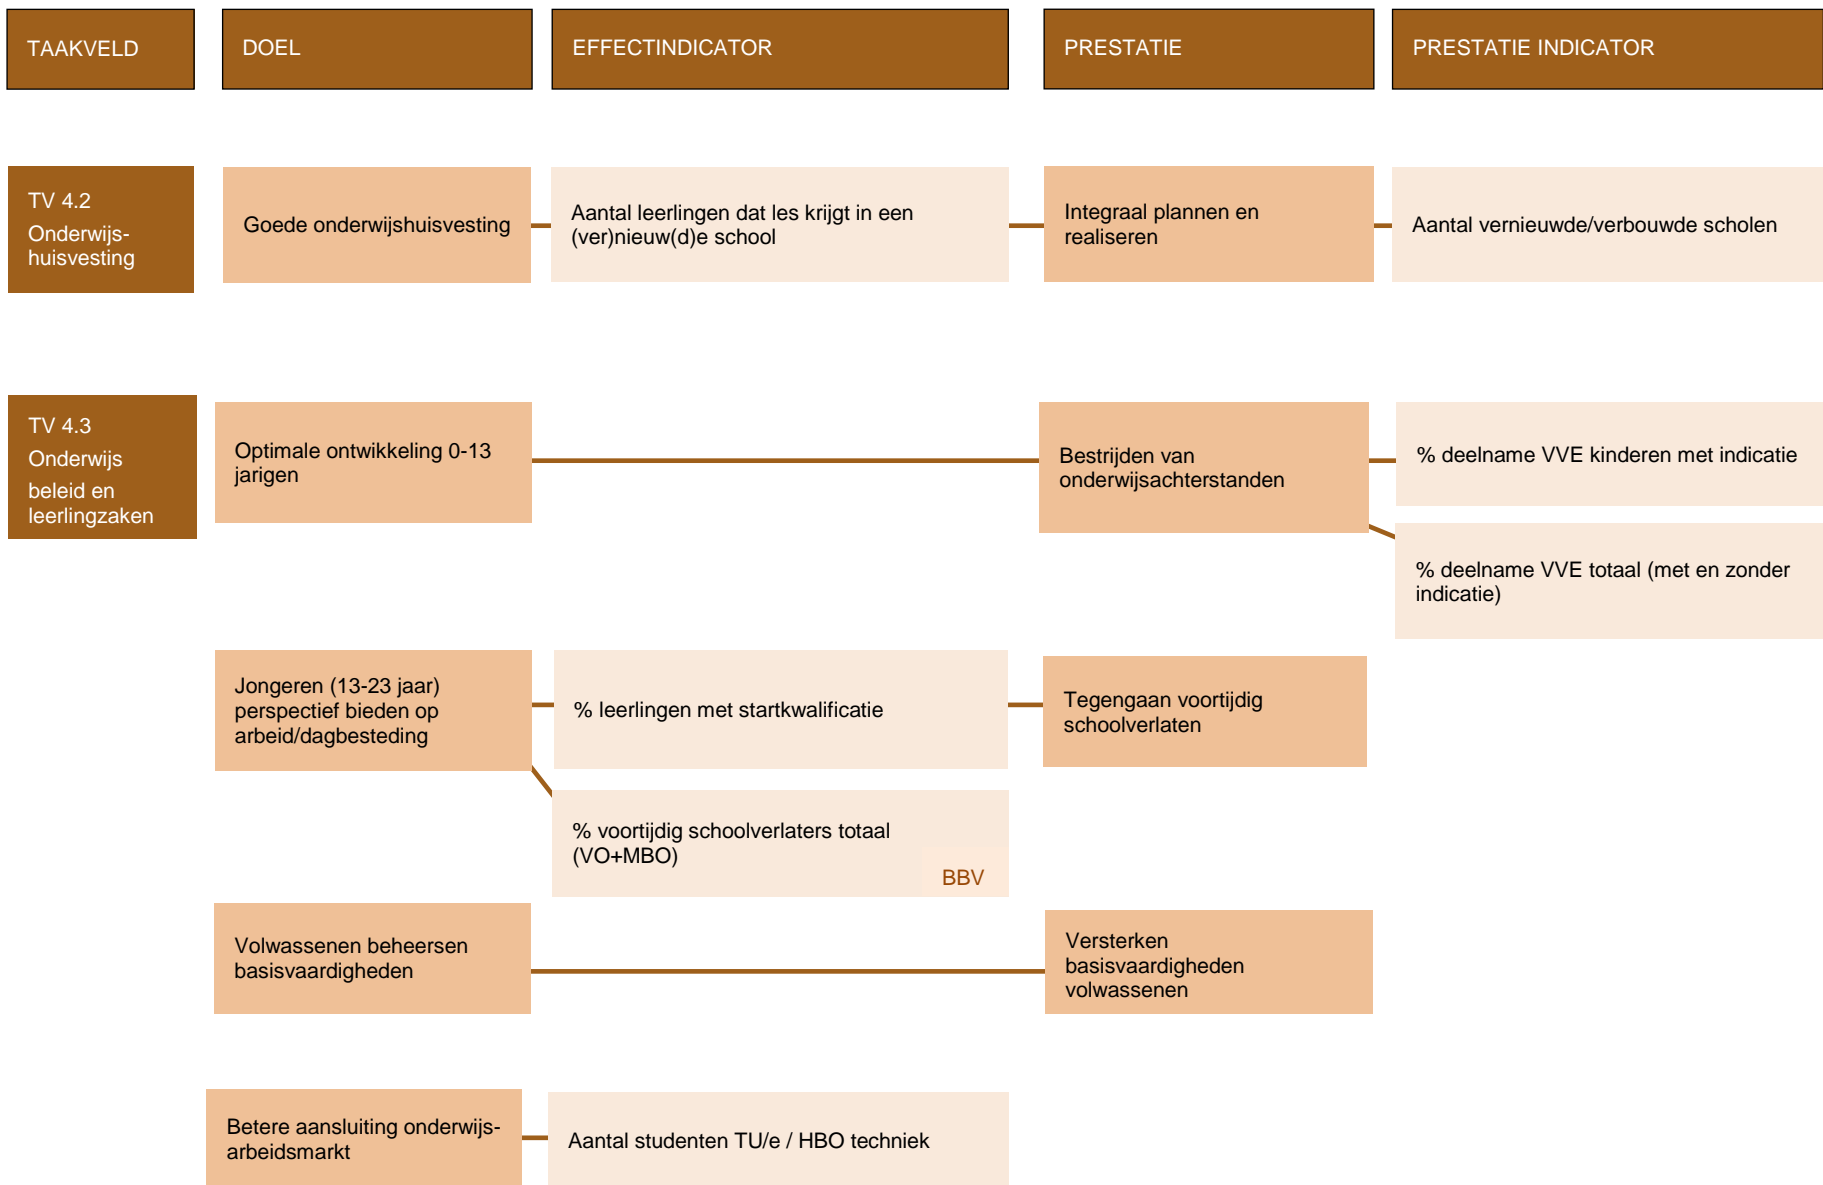 TAAKVELD
DOEL
EFFECTINDICATOR
PRESTATIE
PRESTATIE INDICATOR
TV 4.2
Onderwijs-
huisvesting
Goede onderwijshuisvesting
Aantal leerlingen dat les krijgt in een
(ver)nieuw(d)e school
Integraal plannen en
realiseren
Aantal vernieuwde/verbouwde scholen
TV 4.3
Onderwijs
beleid en
leerlingzaken
Optimale ontwikkeling 0-13
jarigen
Bestrijden van
onderwijsachterstanden
% deelname VVE kinderen met indicatie
% deelname VVE totaal (met en zonder
indicatie)
Jongeren (13-23 jaar)
perspectief bieden op
arbeid/dagbesteding
% leerlingen met startkwalificatie
Tegengaan voortijdig
schoolverlaten
% voortijdig schoolverlaters totaal
(VO+MBO)
BBV
Volwassenen beheersen
basisvaardigheden
Versterken
basisvaardigheden
volwassenen
Betere aansluiting onderwijs-
arbeidsmarkt
Aantal studenten TU/e / HBO techniek